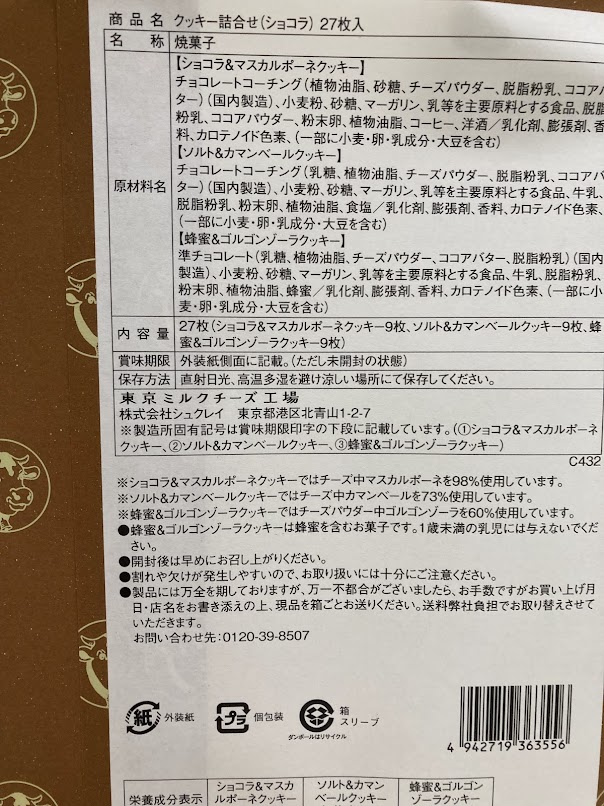 商品名 クッキー詰合せ(ショコラ) 27枚入
名称 焼菓子
原材料名
【ショコラ&マスカルポーネクッキー】
チョコレートコーチング(植物油脂、砂糖、チーズパウダー、脱脂粉乳、ココアバ
ター)(国内製造)、小麦粉、砂糖、マーガリン、乳等を主要原料とする食品、脱脂
粉乳、ココアパウダー、粉末卵、植物油脂、コーヒー、洋酒/乳化剤、膨張剤、香
料、カロテノイド色素、(一部に小麦・卵・乳成分・大豆を含む)
【ソルト&カマンベールクッキー】
チョコレートコーチング(乳糖、植物油脂、チーズパウダー、脱脂粉乳、ココアバ
ター)(国内製造)、小麦粉、砂糖、マーガリン、乳等を主要原料とする食品、牛乳、
脱脂粉乳、粉末卵、植物油脂、食塩/乳化剤、膨張剤、香料、カロテノイド色素、
(一部に小麦・卵・乳成分・大豆を含む)
【蜂蜜&ゴルゴンゾーラクッキー】
準チョコレート(乳糖、植物油脂、チーズパウダー、ココアバター、脱脂粉乳)(国内
製造)、小麦粉、砂糖、マーガリン、乳等を主要原料とする食品、牛乳、脱脂粉乳、
粉末卵、植物油脂、蜂蜜/乳化剤、膨張剤、香料、カロテノイド色素、(一部に小
麦・卵・乳成分・大豆を含む)
内容量 27枚(ショコラ&マスカルポーネクッキー9枚、ソルト&カマンベールクッキー9枚、蜂
蜜&ゴルゴンゾーラクッキー9枚)
賞味期限 外装紙側面に記載。(ただし未開封の状態)
保存方法 直射日光、高温多湿を避け涼しい場所にて保存してください。
東京ミルクチーズ工場
株式会社シュクレイ 東京都港区北青山1-2-7
※製造所固有記号は賞味期限印字の下段に記載しています。(①ショコラ&マスカルポーネ
クッキー、②ソルト&カマンベールクッキー、③蜂蜜&ゴルゴンゾーラクッキー)
C432
※ショコラ&マスカルポーネクッキーではチーズ中マスカルポーネを98%使用しています。
※ソルト&カマンベールクッキーではチーズ中カマンベールを73%使用しています。
※蜂蜜&ゴルゴンゾーラクッキーではチーズパウダー中ゴルゴンゾーラを60%使用しています。
●蜂蜜&ゴルゴンゾーラクッキーは蜂蜜を含むお菓子です。1歳未満の乳児には与えないでくだ
さい。
●開封後は早めにお召し上がりください。
●割れや欠けが発生しやすいので、お取り扱いには十分にご注意ください。
●製品には万全を期しておりますが、万一不都合がございましたら、お手数ですがお買い上げ月
日・店名をお書き添えの上、現品を箱ごとお送りください。送料弊社負担でお取り替えさせて
いただきます。
お問い合わせ先:0120-39-8507
紙 外装紙
プラ 個包装
箱
スリーブ
ダンボールはリサイクル
4 942719 363556
栄養成分表示
ショコラ&マスカ
ルポーネクッキー
ソルト&カマン
ベールクッキー
蜂蜜&ゴルゴン
ゾーラクッキー